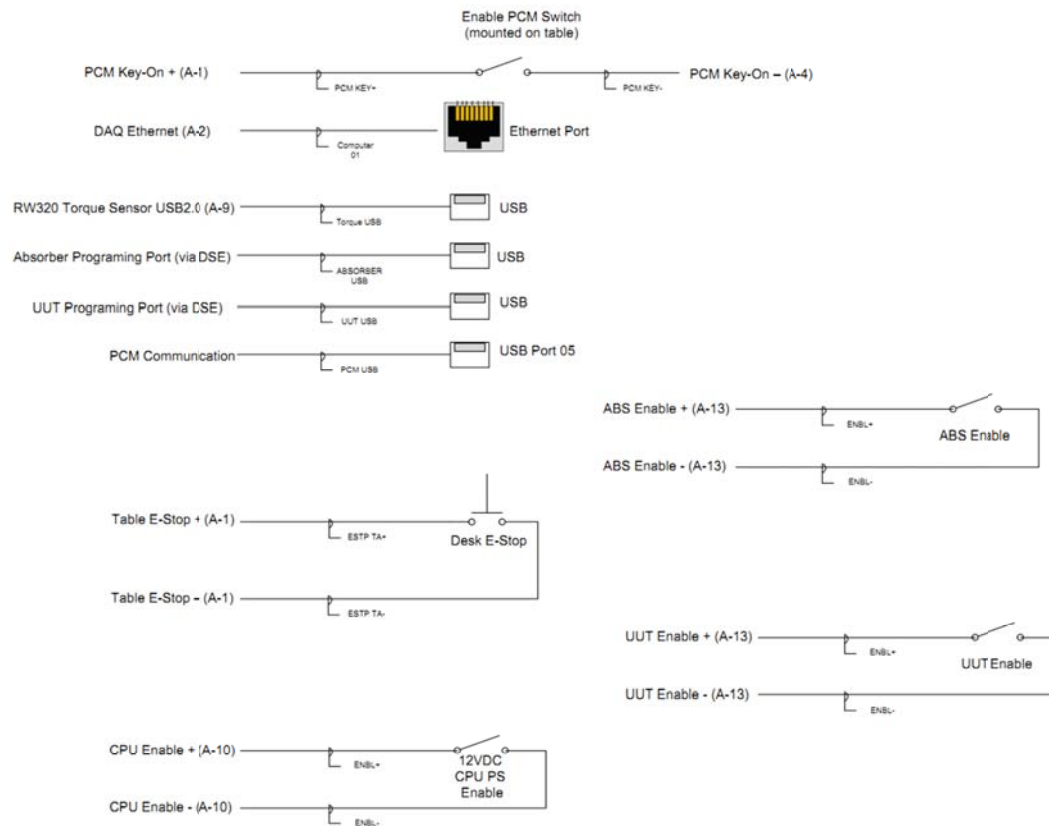 Enable PCM Switch
(mounted on table)
PCM Key-On + (A-1)
PCM KEY+
PCM KEY-
PCM Key-On – (A-4)
DAQ Ethernet (A-2)
Computer
01
Ethernet Port
RW320 Torque Sensor USB2.0 (A-9)
Torque USB
USB
Absorber Programing Port (via DSE)
ABSORBER
USB
USB
UUT Programing Port (via DSE)
UUT USB
USB
PCM Communication
PCM USB
USB Port 05
ABS Enable + (A-13)
ENBL+
ABS Enable
ABS Enable - (A-13)
ENBL-
Table E-Stop + (A-1)
ESTP TA+
Desk E-Stop
Table E-Stop – (A-1)
ESTP TA-
UUT Enable + (A-13)
ENBL+
UUT Enable
UUT Enable - (A-13)
ENBL-
CPU Enable + (A-10)
ENBL+
12VDC
CPU PS
Enable
CPU Enable - (A-10)
ENBL-